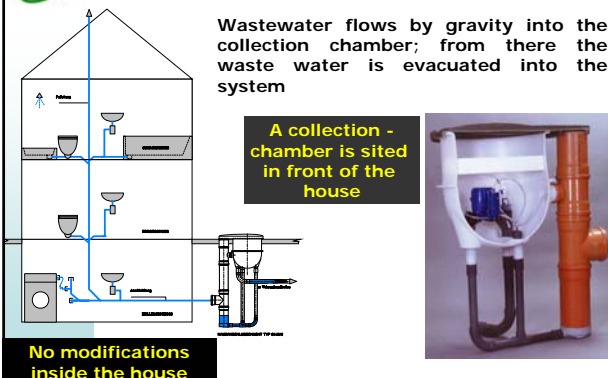 Wastewater flows by gravity into the
collection chamber; from there the
waste water is evacuated into the
system
A collection -
chamber is sited
in front of the
house
No modifications
inside the house